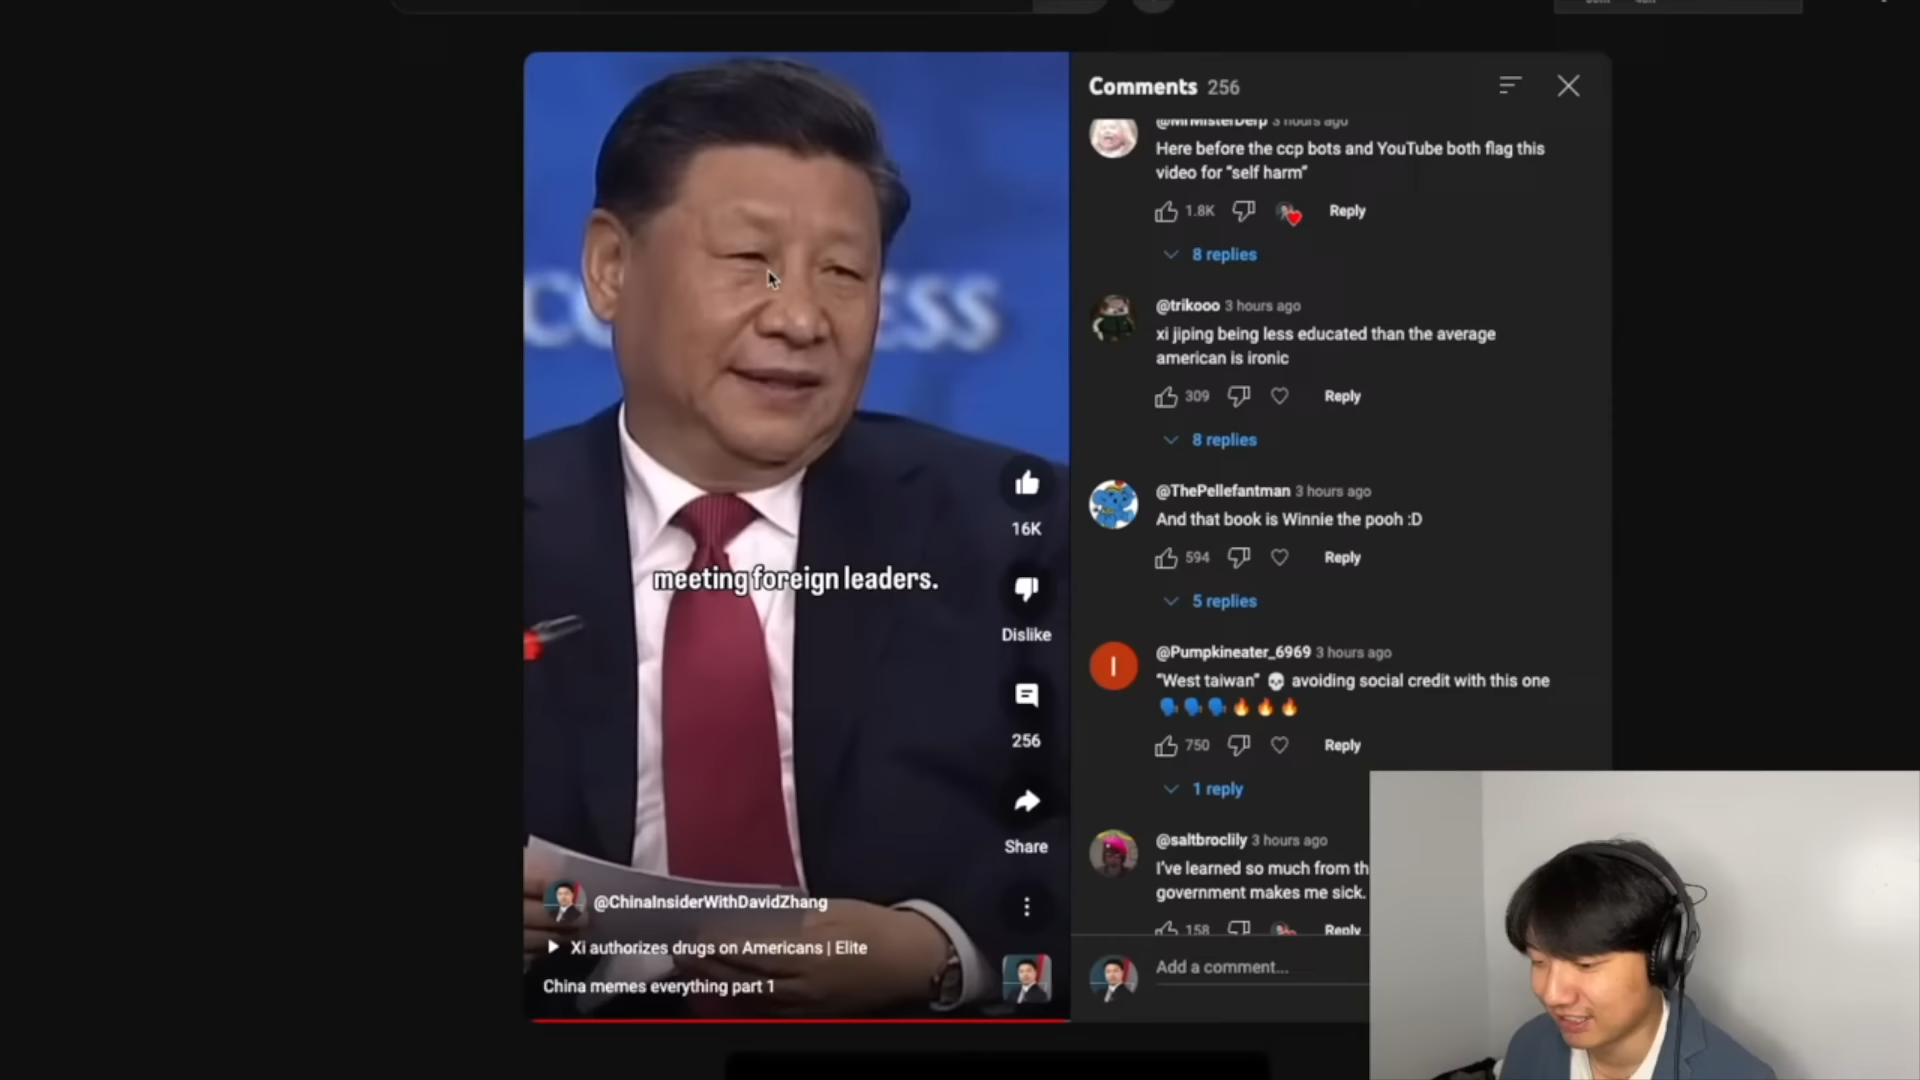 Comments 256
@MrMisterDerp 3 hours ago
Here before the ccp bots and YouTube both flag this
video for "self harm"
1.8K Reply
8 replies
@trikooo 3 hours ago
xi jiping being less educated than the average
american is ironic
309 Reply
8 replies
@ThePellefantman 3 hours ago
And that book is Winnie the pooh :D
594 Reply
5 replies
@Pumpkineater_6969 3 hours ago
"West taiwan" 💀 avoiding social credit with this one
🗣️🗣️🗣️🔥🔥🔥
750 Reply
1 reply
@saltbroclily 3 hours ago
I've learned so much from th
government makes me sick.
158 Reply
Add a comment...
ESS
meeting foreign leaders.
16K
Dislike
256
Share
@ChinaInsiderWithDavidZhang
Xi authorizes drugs on Americans | Elite
China memes everything part 1
I